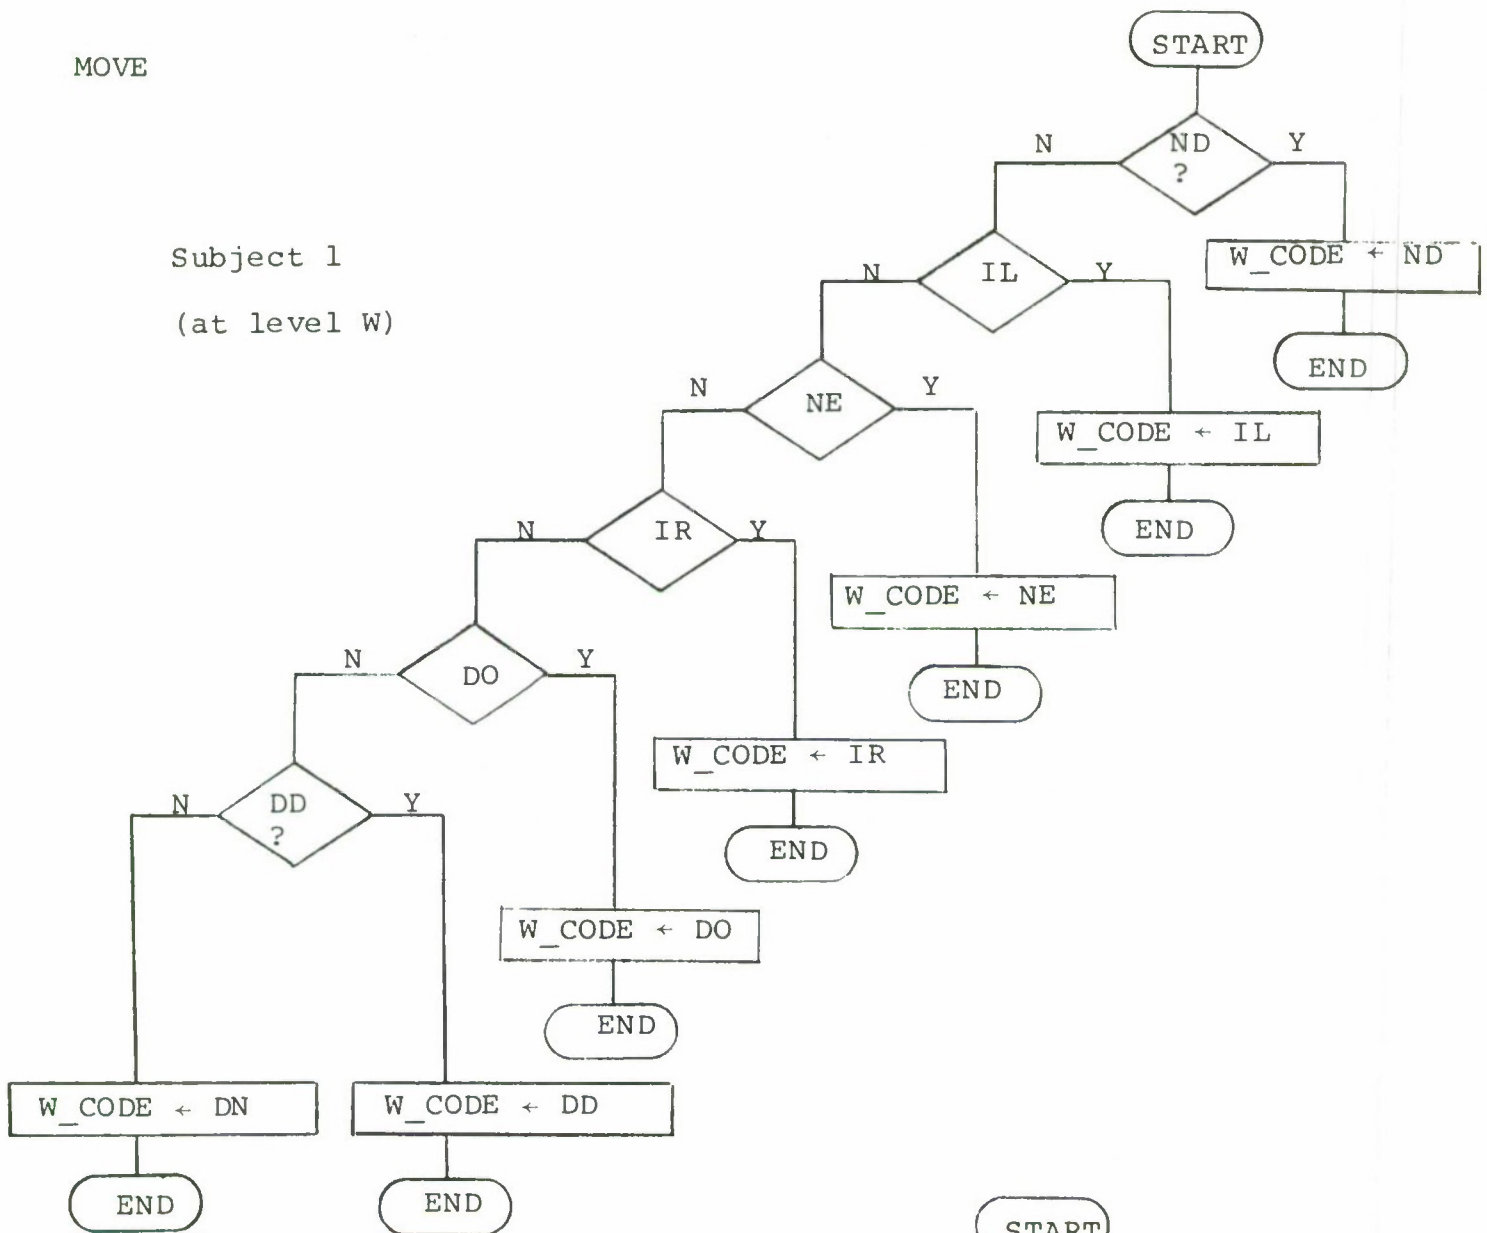 START
MOVE
ND
?
N
Y
Subject 1
(at level W)
W_CODE ← ND
IL
N
Y
END
NE
N
Y
W_CODE ← IL
END
IR
N
Y
W_CODE ← NE
END
DO
N
Y
W_CODE ← IR
END
DD
?
N
Y
W_CODE ← DO
END
W_CODE ← DN
W_CODE ← DD
END
END
START